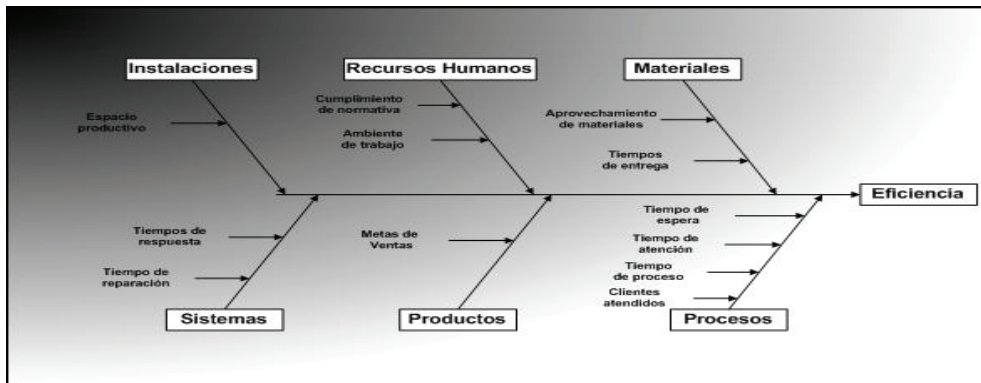 Instalaciones
Recursos Humanos
Materiales
Espacio
productivo
Cumplimiento
de normativa
Ambiente
de trabajo
Aprovechamiento
de materiales
Tiempos
de entrega
Eficiencia
Tiempos de
respuesta
Tiempo de
reparación
Metas de
Ventas
Tiempo de
espera
Tiempo de
atención
Tiempo
de proceso
Clientes
atendidos
Sistemas
Productos
Procesos